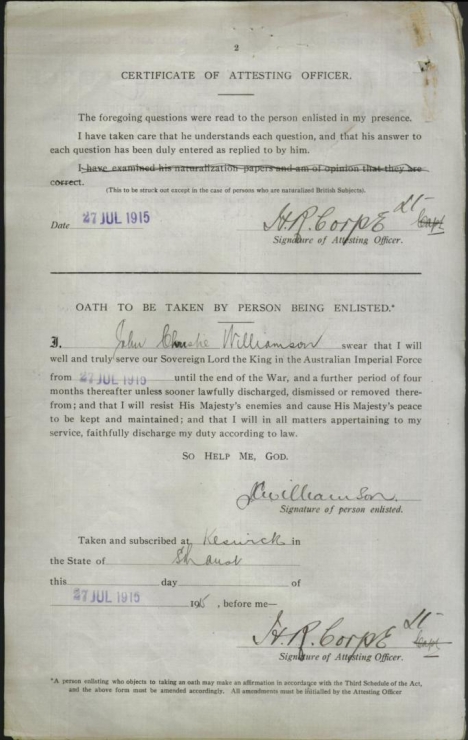 2
CERTIFICATE OF ATTESTING OFFICER.
The foregoing questions were read to the person enlisted in my presence.
I have taken care that he understands each question, and that his answer to
each question has been duly entered as replied to by him.
I have examined his naturalization papers and am of opinion that they are
correct.
(This to be struck out except in the case of persons who are naturalized British Subjects).
Date 27 JUL 1915
H.R. Corpe Lt Capt
Signature of Attesting Officer.
OATH TO BE TAKEN BY PERSON BEING ENLISTED.*
I, John Christie Williamson swear that I will
well and truly serve our Sovereign Lord the King in the Australian Imperial Force
from 27 JUL 1915 until the end of the War, and a further period of four
months thereafter unless sooner lawfully discharged, dismissed or removed there-
from; and that I will resist His Majesty's enemies and cause His Majesty's peace
to be kept and maintained; and that I will in all matters appertaining to my
service, faithfully discharge my duty according to law.
SO HELP ME, GOD.
JCWilliamson.
Signature of person enlisted.
Taken and subscribed at Keswick in
the State of Sth Aust
this day of
27 JUL 1915 1915, before me—
H.R. Corpe Lt Capt
Signature of Attesting Officer.
*A person enlisting who objects to taking an oath may make an affirmation in accordance with the Third Schedule of the Act,
and the above form must be amended accordingly. All amendments must be initialled by the Attesting Officer